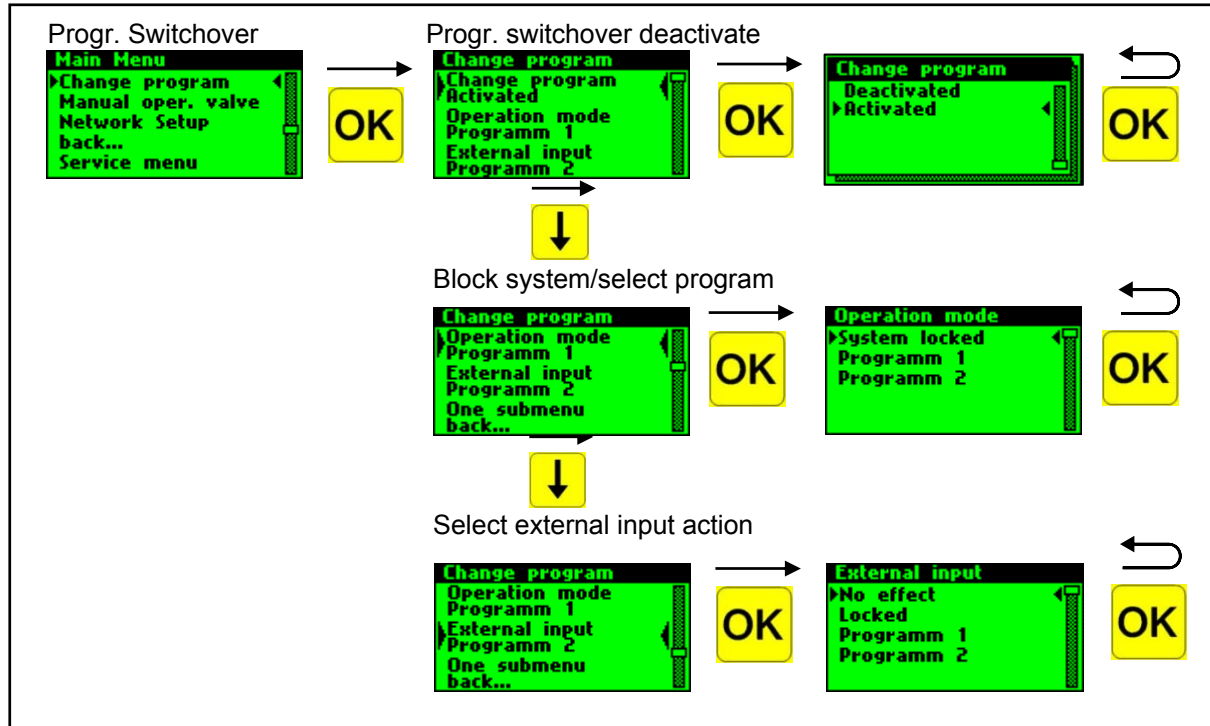 Progr. Switchover
Main Menu
Change program
Manual oper. valve
Network Setup
back...
Service menu
OK
Progr. switchover deactivate
Change program
Change program
Activated
Operation mode
Programm 1
External input
Programm 2
OK
Change program
Deactivated
Activated
OK
Block system/select program
Change program
Operation mode
Programm 1
External input
Programm 2
One submenu
back...
OK
Operation mode
System locked
Programm 1
Programm 2
OK
Select external input action
Change program
Operation mode
Programm 1
External input
Programm 2
One submenu
back...
OK
External input
No effect
Locked
Programm 1
Programm 2
OK